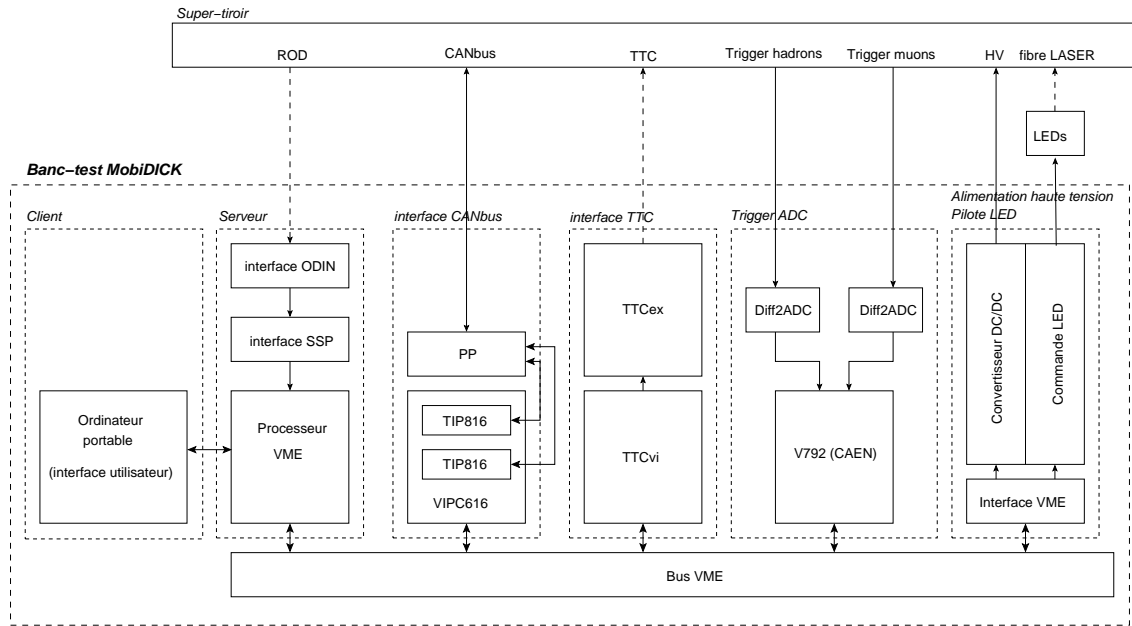 Super−tiroir
ROD
CANbus
TTC
Trigger hadrons
Trigger muons
HV
fibre LASER
LEDs
Banc−test MobiDICK
Client
Serveur
interface CANbus
interface TTC
Trigger ADC
Alimentation haute tension
Pilote LED
interface ODIN
interface SSP
Processeur
VME
Ordinateur
portable
(interface utilisateur)
PP
TIP816
TIP816
VIPC616
TTCex
TTCvi
Diff2ADC
Diff2ADC
V792 (CAEN)
Convertisseur DC/DC
Commande LED
Interface VME
Bus VME